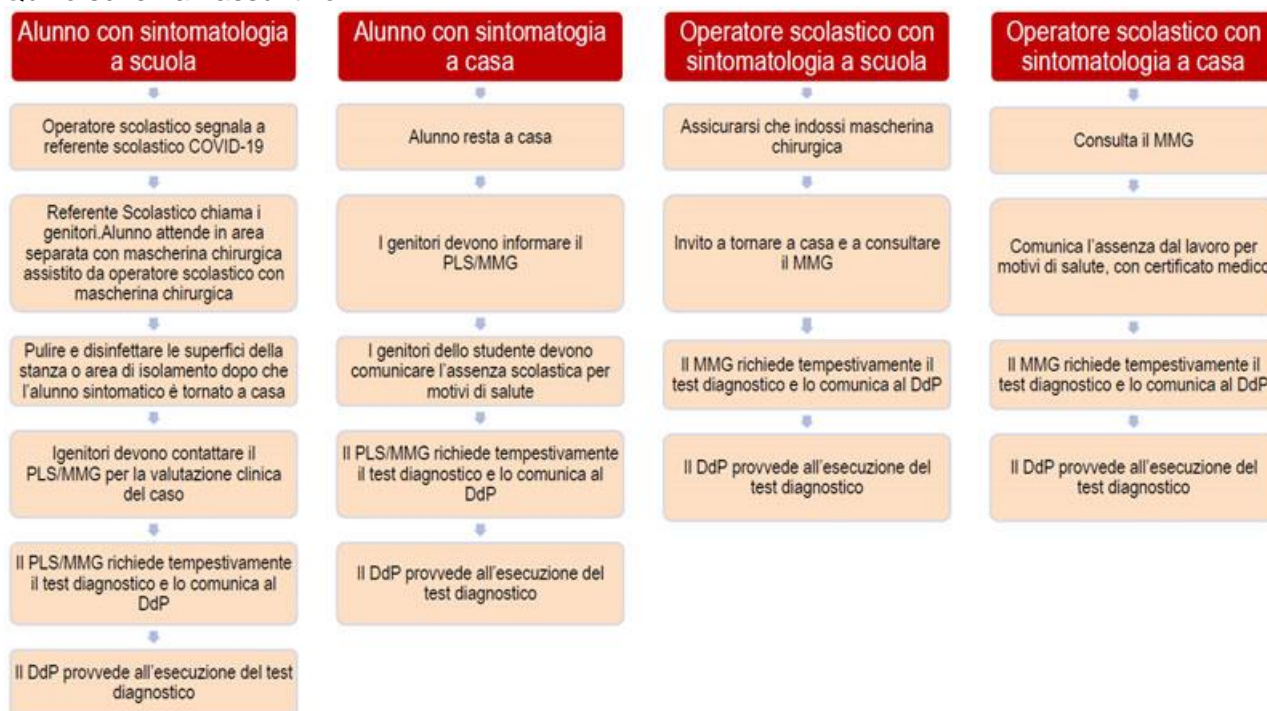 Alunno con sintomatologia
a scuola
Operatore scolastico segnala a
referente scolastico COVID-19
Referente Scolastico chiama i
genitori.Alunno attende in area
separata con mascherina chirurgica
assistito da operatore scolastico con
mascherina chirurgica
Pulire e disinfettare le superfici della
stanza o area di isolamento dopo che
l'alunno sintomatico è tornato a casa
Igenitori devono contattare il
PLS/MMG per la valutazione clinica
del caso
Il PLS/MMG richiede tempestivamente
il test diagnostico e lo comunica al
DdP
Il DdP provvede all'esecuzione del test
diagnostico
Alunno con sintomatogia
a casa
Alunno resta a casa
I genitori devono informare il
PLS/MMG
I genitori dello studente devono
comunicare l'assenza scolastica per
motivi di salute
Il PLS/MMG richiede tempestivamente
il test diagnostico e lo comunica al
DdP
Il DdP provvede all'esecuzione del
test diagnostico
Operatore scolastico con
sintomatologia a scuola
Assicurarsi che indossi mascherina
chirurgica
Invito a tornare a casa e a consultare
il MMG
Il MMG richiede tempestivamente il
test diagnostico e lo comunica al DdP
Il DdP provvede all'esecuzione del
test diagnostico
Operatore scolastico con
sintomatologia a casa
Consulta il MMG
Comunica l'assenza dal lavoro per
motivi di salute, con certificato medico
Il MMG richiede tempestivamente il
test diagnostico e lo comunica al DdP
Il DdP provvede all'esecuzione del
test diagnostico